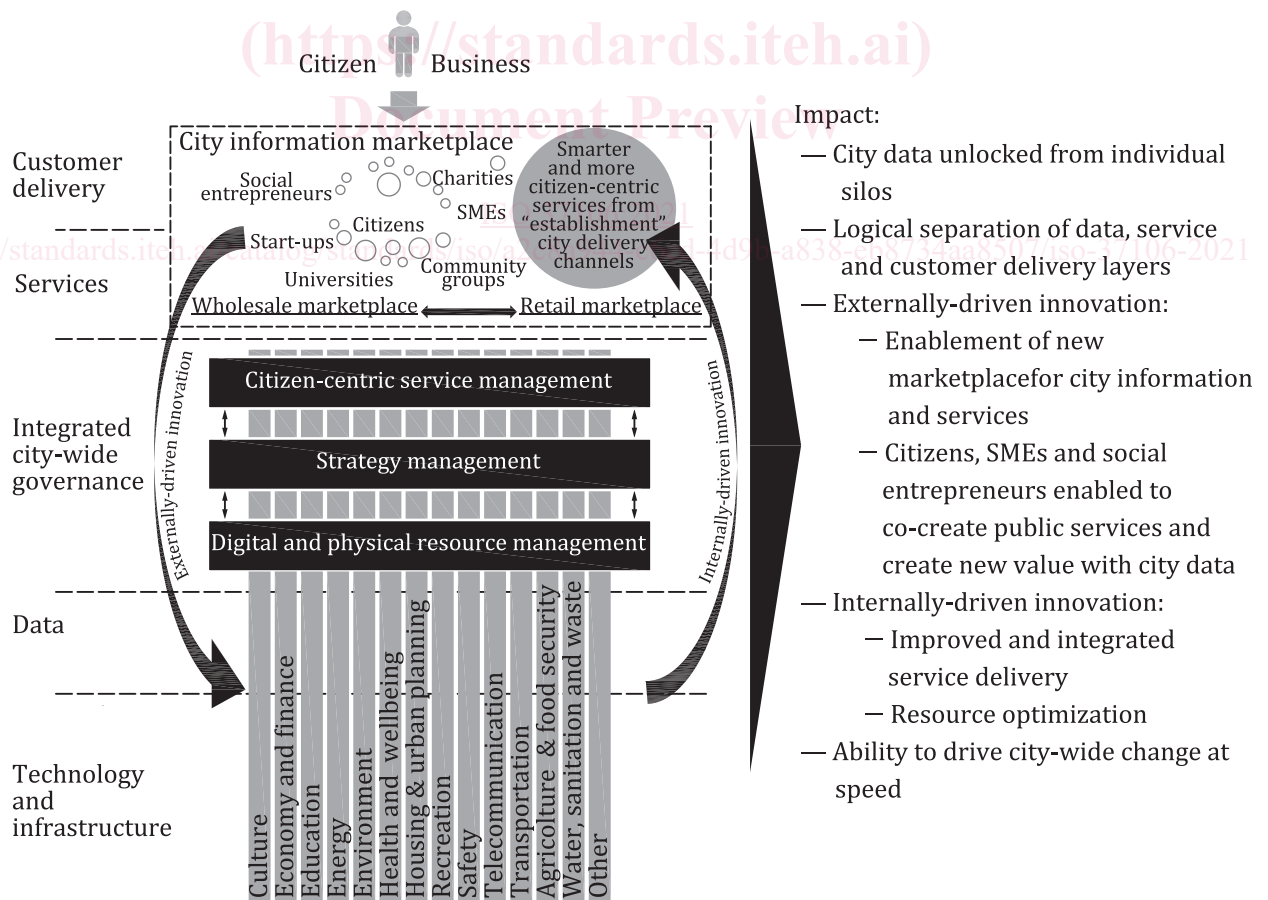 (https://standards.iteh.ai)
Document Preview
Citizen Business
City information marketplace
Customer
delivery
Services
Social
entrepreneurs
Charities
SMEs
Citizens
Start-ups
Universities
Community
groups
Smarter
and more
citizen-centric
services from
“establishment”
city delivery
channels
Wholesale marketplace
Retail marketplace
Integrated
city-wide
governance
Externally-driven innovation
Citizen-centric service management
Strategy management
Digital and physical resource management
Internally-driven innovation
Data
Technology
and
infrastructure
Culture
Economy and finance
Education
Energy
Environment
Health and wellbeing
Housing & urban planning
Recreation
Safety
Telecommunication
Transportation
Agricolture & food security
Water, sanitation and waste
Other
Impact:
— City data unlocked from individual
silos
— Logical separation of data, service
and customer delivery layers
— Externally-driven innovation:
— Enablement of new
marketplacefor city information
and services
— Citizens, SMEs and social
entrepreneurs enabled to
co-create public services and
create new value with city data
— Internally-driven innovation:
— Improved and integrated
service delivery
— Resource optimization
— Ability to drive city-wide change at
speed